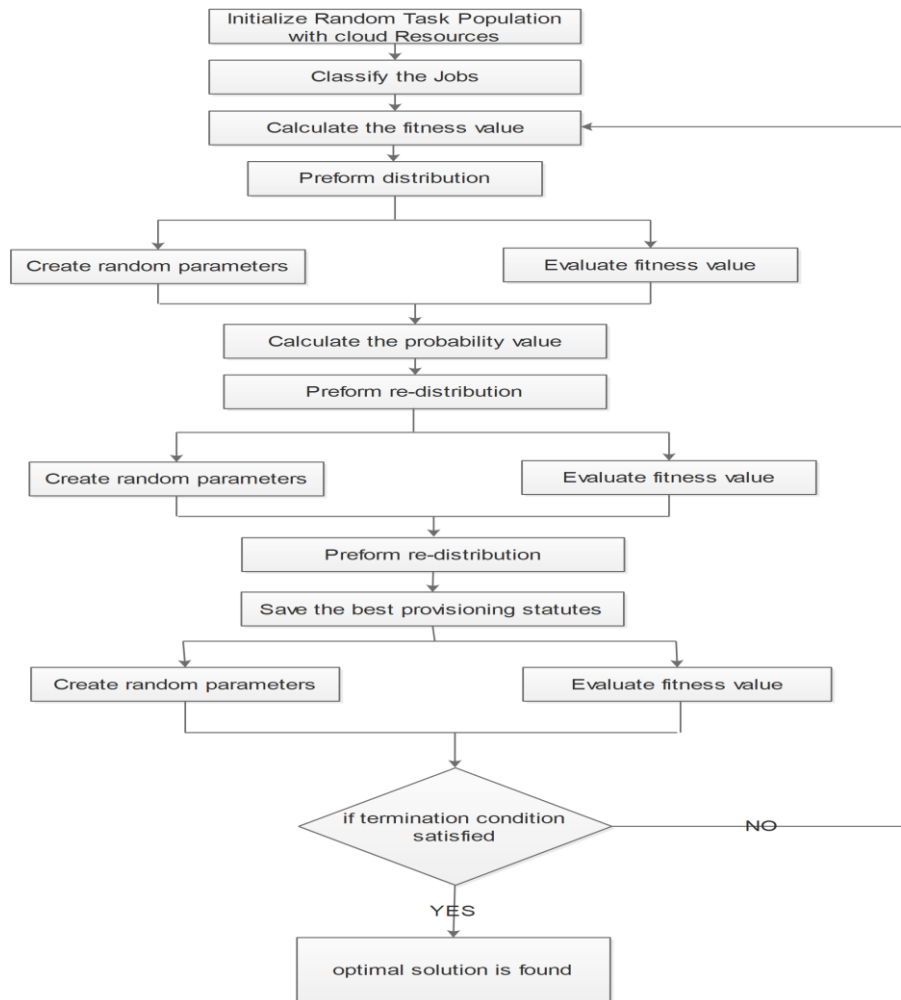 Initialize Random Task Population
with cloud Resources
Classify the Jobs
Calculate the fitness value
Preform distribution
Create random parameters
Evaluate fitness value
Calculate the probability value
Preform re-distribution
Create random parameters
Evaluate fitness value
Preform re-distribution
Save the best provisioning statutes
Create random parameters
Evaluate fitness value
if termination condition
satisfied
NO
YES
optimal solution is found